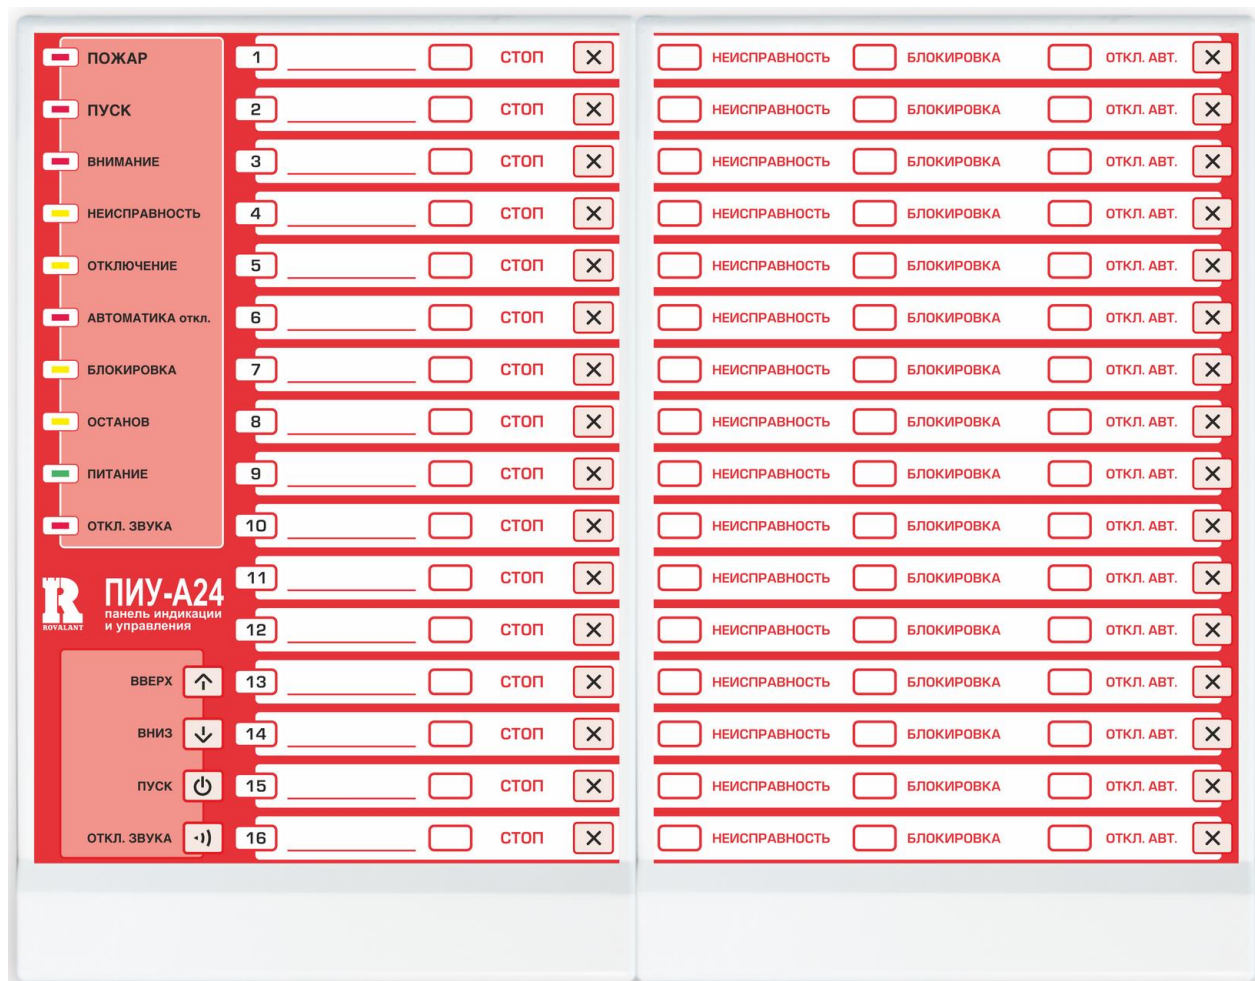 ПОЖАР
ПУСК
ВНИМАНИЕ
НЕИСПРАВНОСТЬ
ОТКЛЮЧЕНИЕ
АВТОМАТИКА откл.
БЛОКИРОВКА
ОСТАНОВ
ПИТАНИЕ
ОТКЛ. ЗВУКА
R
ROVALANT
ПИУ-А24
панель индикации
и управления
ВВЕРХ
ВНИЗ
ПУСК
ОТКЛ. ЗВУКА
1 СТОП НЕИСПРАВНОСТЬ БЛОКИРОВКА ОТКЛ. АВТ.
2 СТОП НЕИСПРАВНОСТЬ БЛОКИРОВКА ОТКЛ. АВТ.
3 СТОП НЕИСПРАВНОСТЬ БЛОКИРОВКА ОТКЛ. АВТ.
4 СТОП НЕИСПРАВНОСТЬ БЛОКИРОВКА ОТКЛ. АВТ.
5 СТОП НЕИСПРАВНОСТЬ БЛОКИРОВКА ОТКЛ. АВТ.
6 СТОП НЕИСПРАВНОСТЬ БЛОКИРОВКА ОТКЛ. АВТ.
7 СТОП НЕИСПРАВНОСТЬ БЛОКИРОВКА ОТКЛ. АВТ.
8 СТОП НЕИСПРАВНОСТЬ БЛОКИРОВКА ОТКЛ. АВТ.
9 СТОП НЕИСПРАВНОСТЬ БЛОКИРОВКА ОТКЛ. АВТ.
10 СТОП НЕИСПРАВНОСТЬ БЛОКИРОВКА ОТКЛ. АВТ.
11 СТОП НЕИСПРАВНОСТЬ БЛОКИРОВКА ОТКЛ. АВТ.
12 СТОП НЕИСПРАВНОСТЬ БЛОКИРОВКА ОТКЛ. АВТ.
13 СТОП НЕИСПРАВНОСТЬ БЛОКИРОВКА ОТКЛ. АВТ.
14 СТОП НЕИСПРАВНОСТЬ БЛОКИРОВКА ОТКЛ. АВТ.
15 СТОП НЕИСПРАВНОСТЬ БЛОКИРОВКА ОТКЛ. АВТ.
16 СТОП НЕИСПРАВНОСТЬ БЛОКИРОВКА ОТКЛ. АВТ.